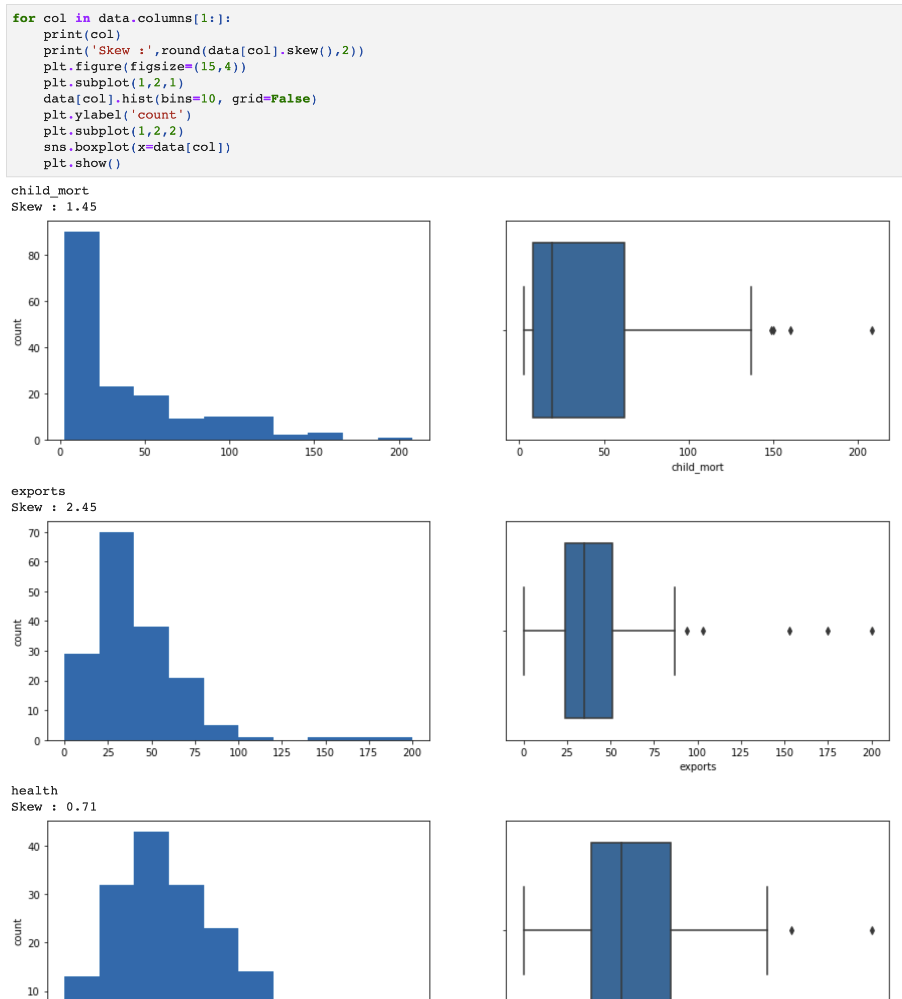 for col in data.columns[1:]:
    print(col)
    print('Skew :',round(data[col].skew(),2))
    plt.figure(figsize=(15,4))
    plt.subplot(1,2,1)
    data[col].hist(bins=10, grid=False)
    plt.ylabel('count')
    plt.subplot(1,2,2)
    sns.boxplot(x=data[col])
    plt.show()
child_mort
Skew : 1.45
80
60
40
20
0
count
0 50 100 150 200
0 50 100 150 200
child_mort
exports
Skew : 2.45
70
60
50
40
30
20
10
0
count
0 25 50 75 100 125 150 175 200
0 25 50 75 100 125 150 175 200
exports
health
Skew : 0.71
40
30
20
10
count